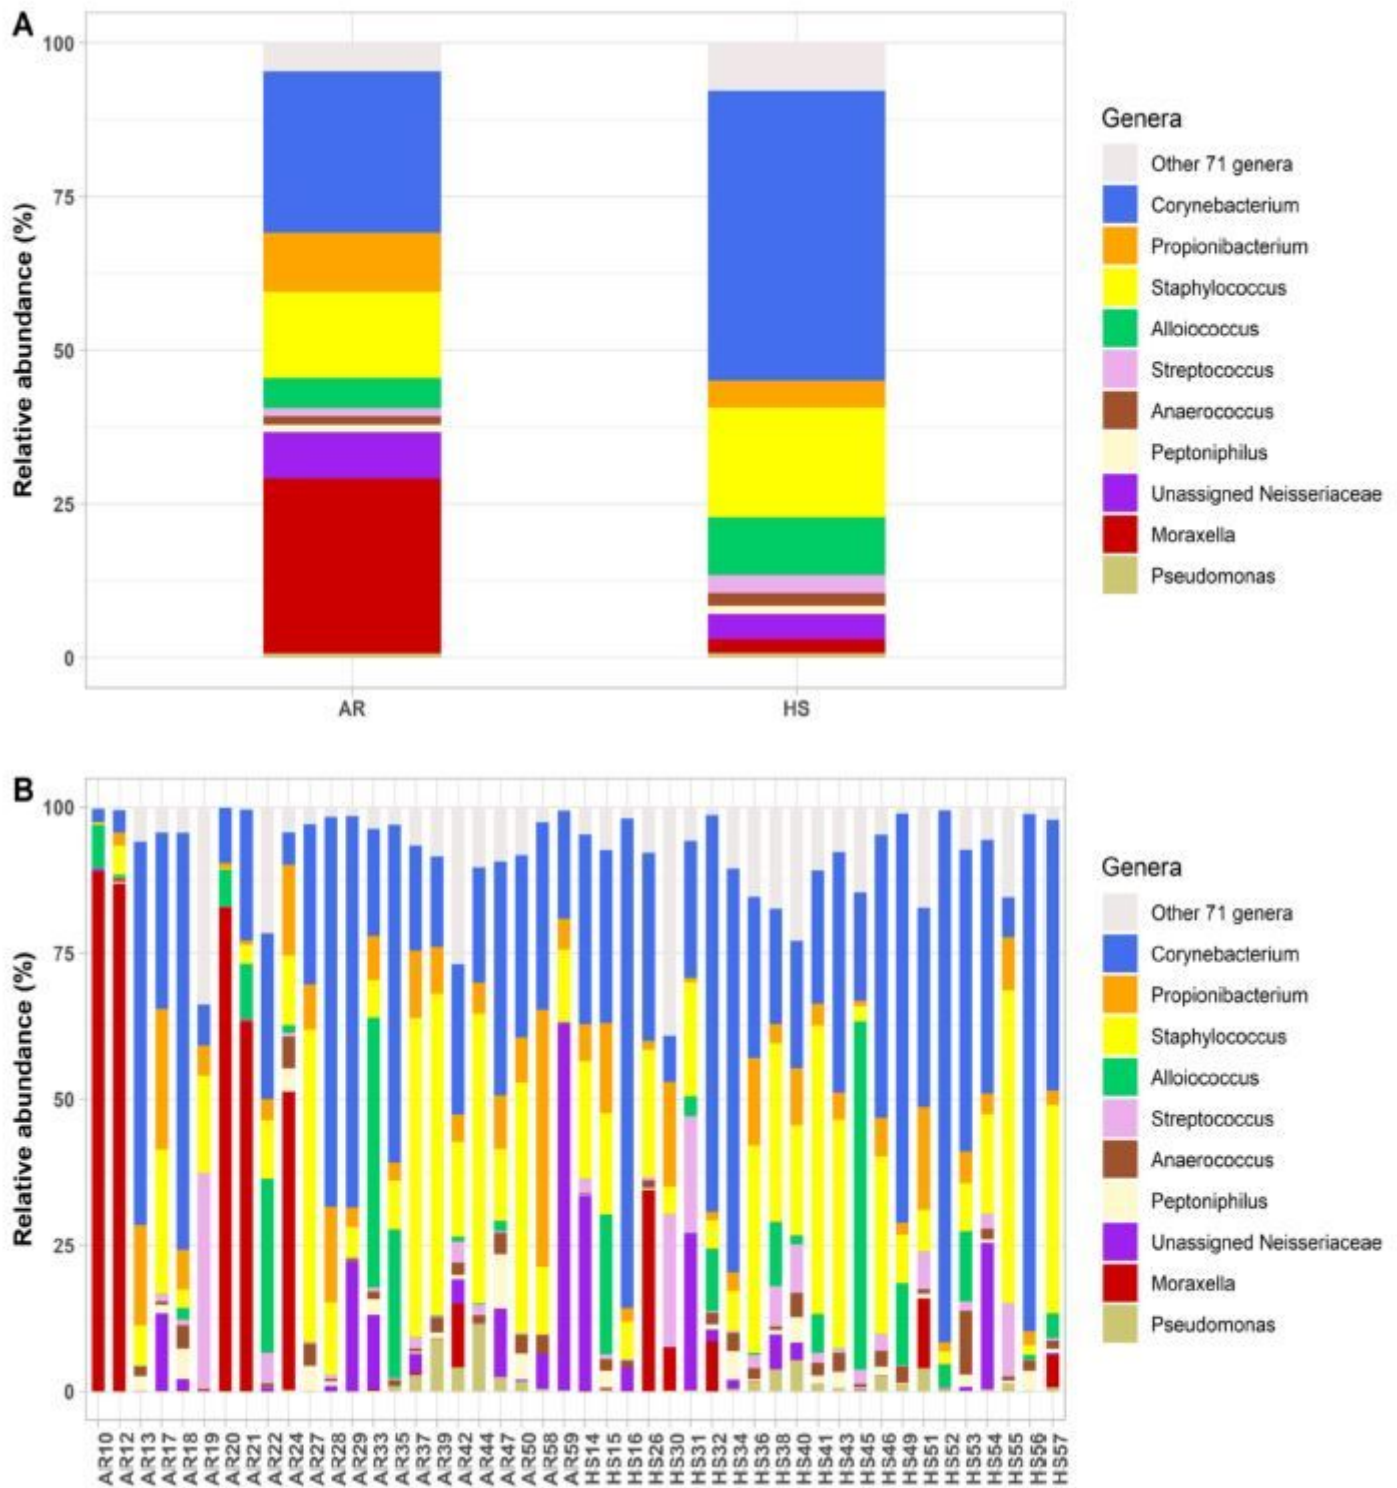 A
Relative abundance (%)
100
75
50
25
0
AR
HS
Genera
Other 71 genera
Corynebacterium
Propionibacterium
Staphylococcus
Alloiococcus
Streptococcus
Anaerococcus
Peptoniphilus
Unassigned Neisseriaceae
Moraxella
Pseudomonas
B
Relative abundance (%)
100
75
50
25
0
AR10
AR12
AR13
AR17
AR18
AR19
AR20
AR21
AR22
AR24
AR27
AR28
AR29
AR33
AR35
AR37
AR39
AR42
AR44
AR47
AR50
AR58
AR59
HS14
HS15
HS16
HS26
HS30
HS31
HS32
HS34
HS36
HS38
HS40
HS41
HS43
HS45
HS46
HS49
HS51
HS52
HS53
HS54
HS55
HS56
HS57
Genera
Other 71 genera
Corynebacterium
Propionibacterium
Staphylococcus
Alloiococcus
Streptococcus
Anaerococcus
Peptoniphilus
Unassigned Neisseriaceae
Moraxella
Pseudomonas